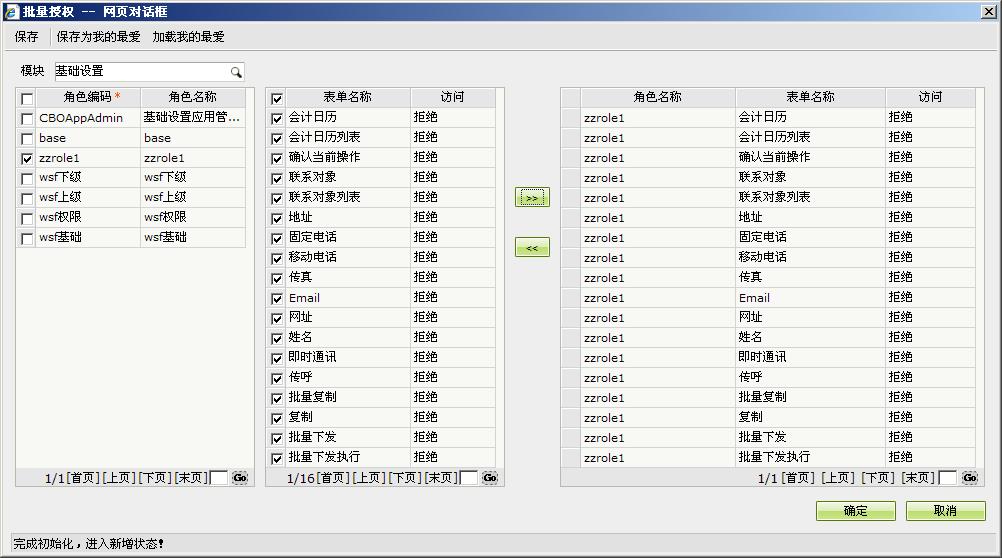 批量授权 -- 网页对话框
保存 保存为我的最爱 加载我的最爱
模块 基础设置
角色编码* 角色名称 表单名称 访问 角色名称 表单名称 访问
CBOAppAdmin 基础设置应用管... 会计日历 拒绝 zzrole1 会计日历 拒绝
base base 会计日历列表 拒绝 zzrole1 会计日历列表 拒绝
zzrole1 zzrole1 确认当前操作 拒绝 zzrole1 确认当前操作 拒绝
wsf下级 wsf下级 联系对象 拒绝 zzrole1 联系对象 拒绝
wsf上级 wsf上级 联系对象列表 拒绝 >> zzrole1 联系对象列表 拒绝
wsf权限 wsf权限 地址 拒绝 zzrole1 地址 拒绝
wsf基础 wsf基础 固定电话 拒绝 << zzrole1 固定电话 拒绝
移动电话 拒绝 zzrole1 移动电话 拒绝
传真 拒绝 zzrole1 传真 拒绝
Email 拒绝 zzrole1 Email 拒绝
网址 拒绝 zzrole1 网址 拒绝
姓名 拒绝 zzrole1 姓名 拒绝
即时通讯 拒绝 zzrole1 即时通讯 拒绝
传呼 拒绝 zzrole1 传呼 拒绝
批量复制 拒绝 zzrole1 批量复制 拒绝
复制 拒绝 zzrole1 复制 拒绝
批量下发 拒绝 zzrole1 批量下发 拒绝
批量下发执行 拒绝 zzrole1 批量下发执行 拒绝
1/1[首页][上页][下页][末页] Go 1/16[首页][上页][下页][末页] Go 1/1 [首页] [上页] [下页] [末页] Go
确定 取消
完成初始化，进入新增状态！